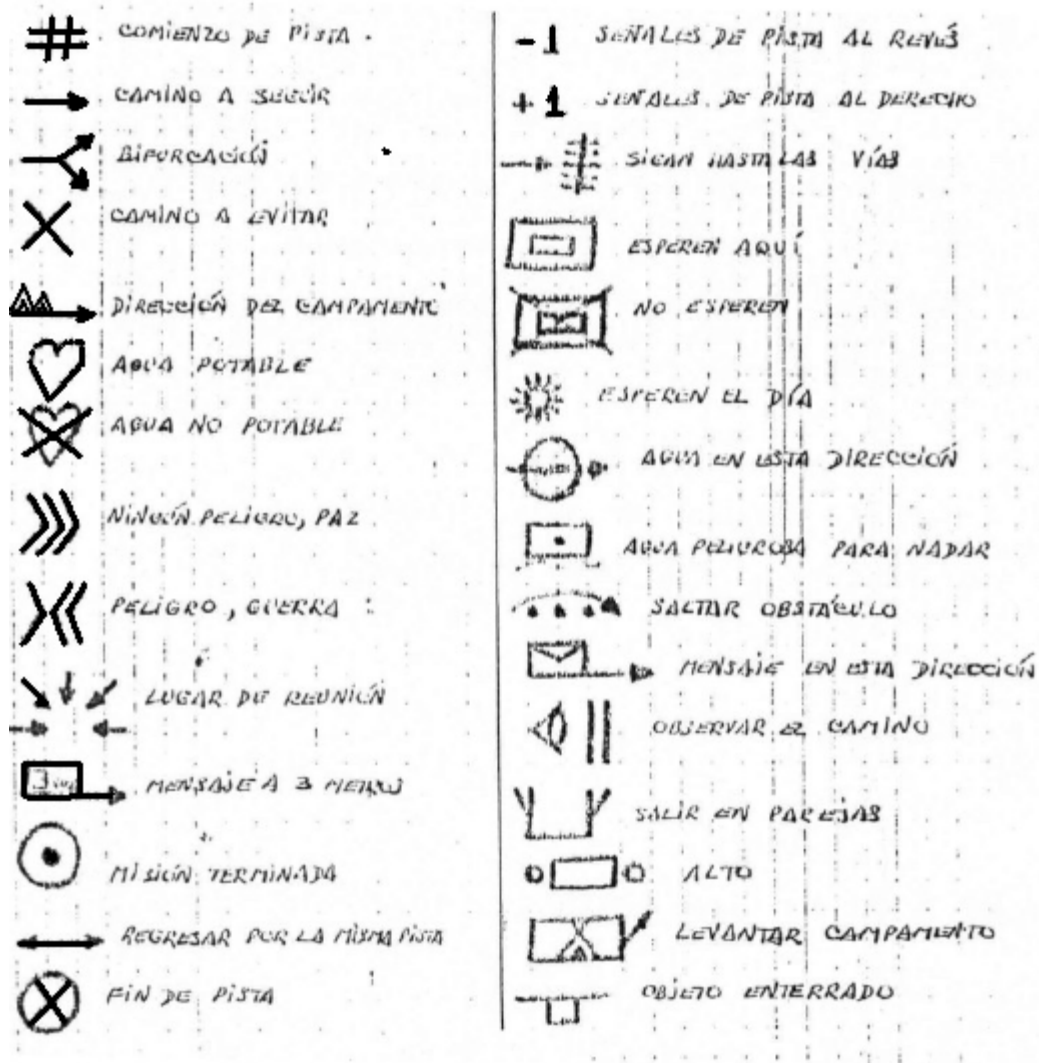 COMIENZO DE PISTA.
CAMINO A SEGUIR
BIFURCACIÓN
CAMINO A EVITAR
DIRECCIÓN DEL CAMPAMENTO
AGUA POTABLE
AGUA NO POTABLE
NINGÚN PELIGRO, PAZ
PELIGRO, GUERRA
LUGAR DE REUNIÓN
3
MENSAJE A 3 METROS
MISIÓN TERMINADA
REGRESAR POR LA MISMA PISTA
FIN DE PISTA
-1 SEÑALES DE PISTA AL REVÉS
+1 SEÑALES DE PISTA AL DERECHO
SIGAN HASTA LAS VÍAS
ESPEREN AQUÍ
NO ESPEREN
ESPEREN EL DÍA
AGUA EN ESTA DIRECCIÓN
AGUA PELIGROSA PARA NADAR
SALTAR OBSTÁCULO
MENSAJE EN ESTA DIRECCIÓN
OBSERVAR EL CAMINO
SALIR EN PAREJAS
ALTO
LEVANTAR CAMPAMENTO
OBJETO ENTERRADO